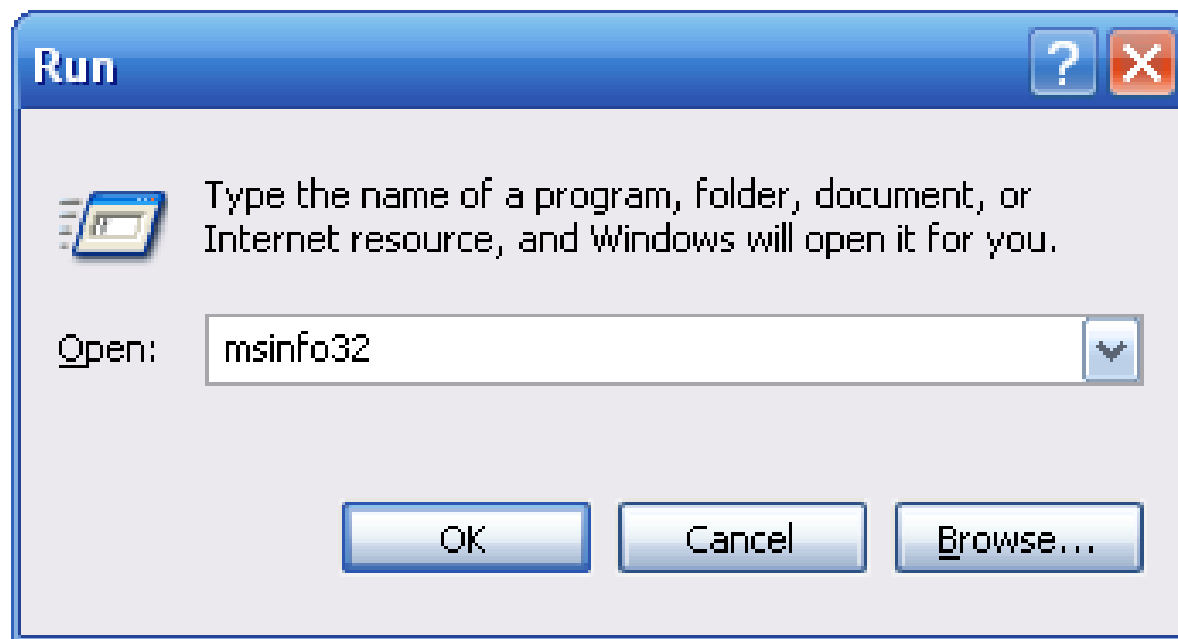 Run
Type the name of a program, folder, document, or
Internet resource, and Windows will open it for you.
Open: msinfo32
OK Cancel Browse...